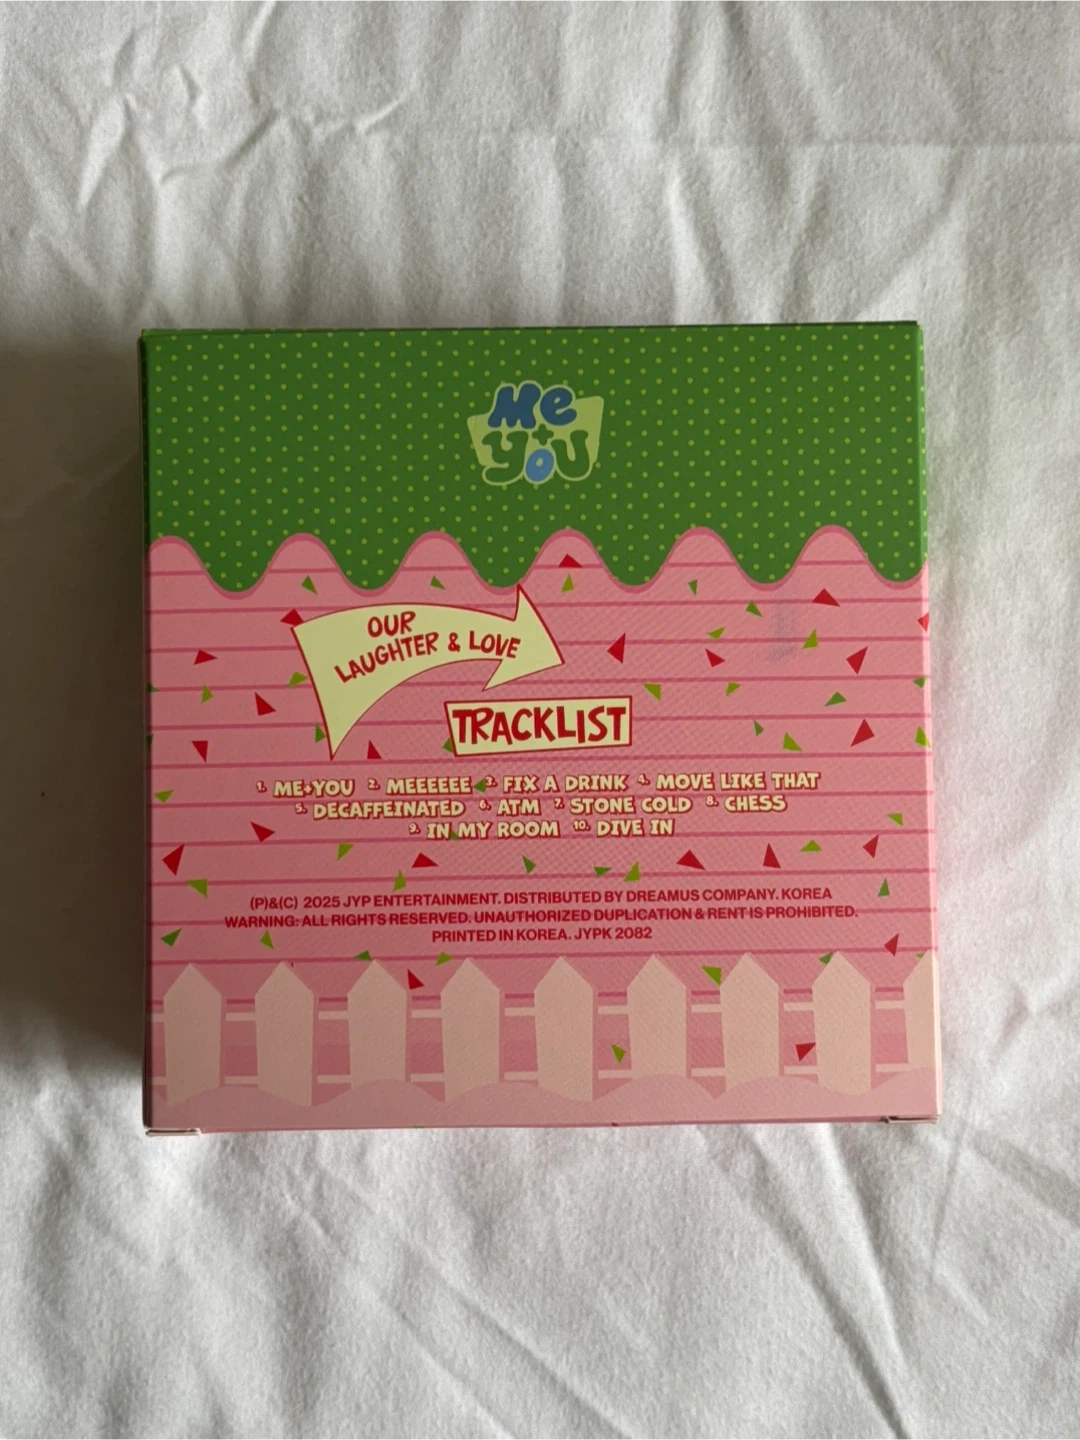 Me
+
YOU
OUR
LAUGHTER & LOVE
TRACKLIST
1. ME+YOU 2. MEEEEEE 3. FIX A DRINK 4. MOVE LIKE THAT
5. DECAFFEINATED 6. ATM 7. STONE COLD 8. CHESS
9. IN MY ROOM 10. DIVE IN
(P)&(C) 2025 JYP ENTERTAINMENT. DISTRIBUTED BY DREAMUS COMPANY. KOREA
WARNING: ALL RIGHTS RESERVED. UNAUTHORIZED DUPLICATION & RENT IS PROHIBITED.
PRINTED IN KOREA. JYPK 2082